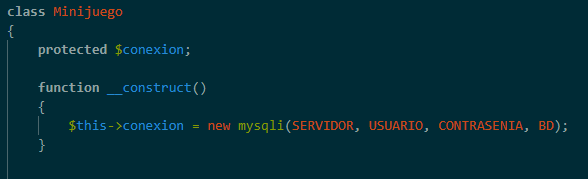 class Minijuego
{
protected $conexion;
function __construct()
{
$this->conexion = new mysqli(SERVIDOR, USUARIO, CONTRASENIA, BD);
}